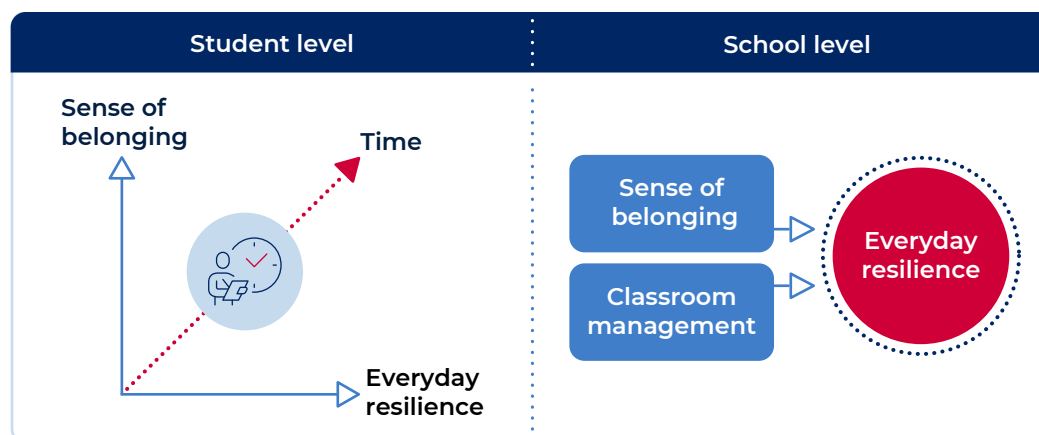 Student level
School level
Sense of
belonging
Time
Everyday
resilience
Sense of
belonging
Classroom
management
Everyday
resilience